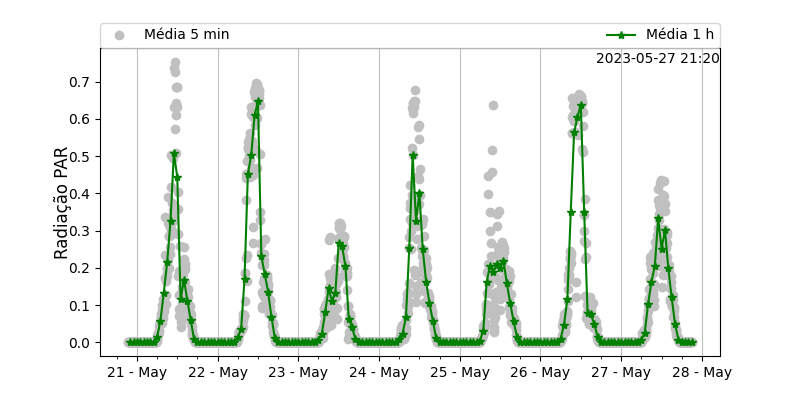 Média 5 min
Média 1 h
2023-05-27 21:20
Radiação PAR
0.7
0.6
0.5
0.4
0.3
0.2
0.1
0.0
21 - May
22 - May
23 - May
24 - May
25 - May
26 - May
27 - May
28 - May